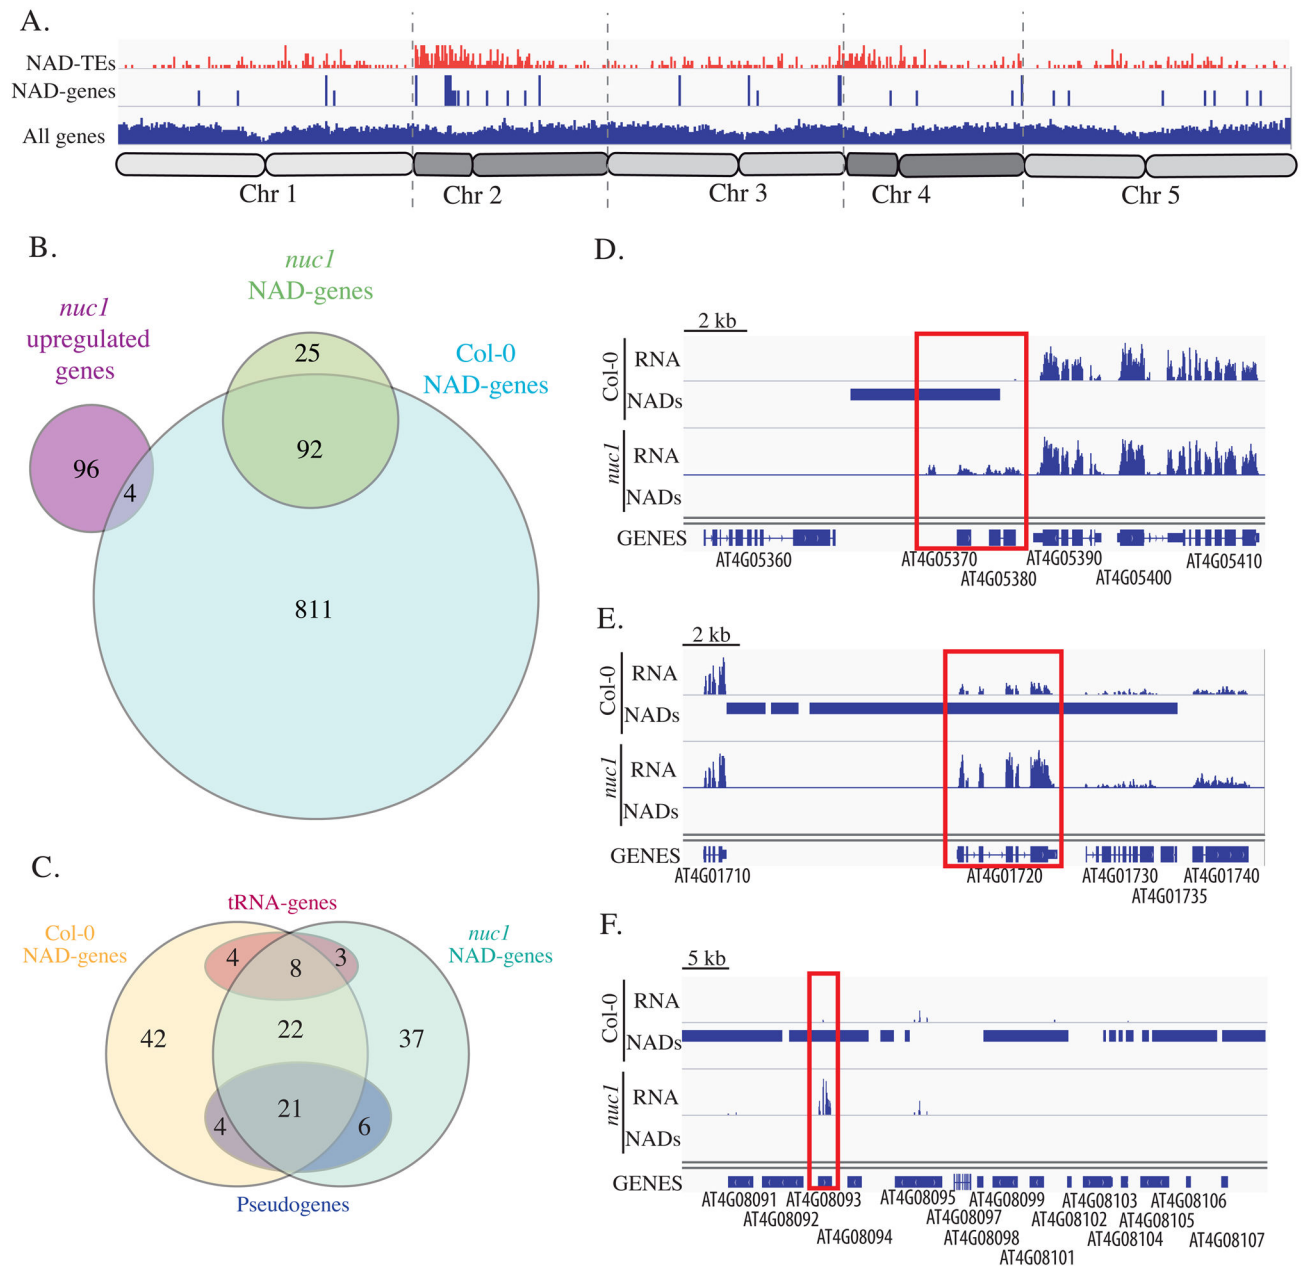 A.
NAD-TEs
NAD-genes
All genes
Chr 1 Chr 2 Chr 3 Chr 4 Chr 5
B.
nuc1
NAD-genes
nuc1
upregulated
genes
Col-0
NAD-genes
25
92
96
4
811
C.
tRNA-genes
Col-0
NAD-genes
nuc1
NAD-genes
4 8 3
42 22 37
4 21 6
Pseudogenes
D.
2 kb
Col-0
RNA
NADs
nuc1
RNA
NADs
GENES
AT4G05360 AT4G05370 AT4G05390 AT4G05410
AT4G05380 AT4G05400
E.
2 kb
Col-0
RNA
NADs
nuc1
RNA
NADs
GENES
AT4G01710 AT4G01720 AT4G01730 AT4G01740
AT4G01735
F.
5 kb
Col-0
RNA
NADs
nuc1
RNA
NADs
GENES
AT4G08091 AT4G08093 AT4G08095 AT4G08099 AT4G08103 AT4G08106
AT4G08092 AT4G08097 AT4G08102 AT4G08105
AT4G08094 AT4G08098 AT4G08104 AT4G08107
AT4G08101